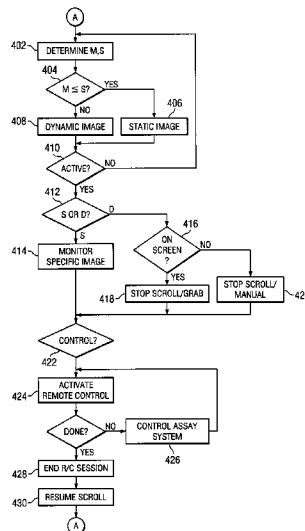 A
402
DETERMINE M,S
404
M ≤ S?
YES
406
NO
408
DYNAMIC IMAGE
STATIC IMAGE
410
ACTIVE?
NO
YES
412
S OR D?
D
416
ON SCREEN ?
NO
S
414
MONITOR SPECIFIC IMAGE
YES
418
STOP SCROLL/GRAB
STOP SCROLL/ MANUAL
42
CONTROL?
422
424
ACTIVATE REMOTE CONTROL
DONE?
NO
CONTROL ASSAY SYSTEM
426
YES
428
END R/C SESSION
430
RESUME SCROLL
A